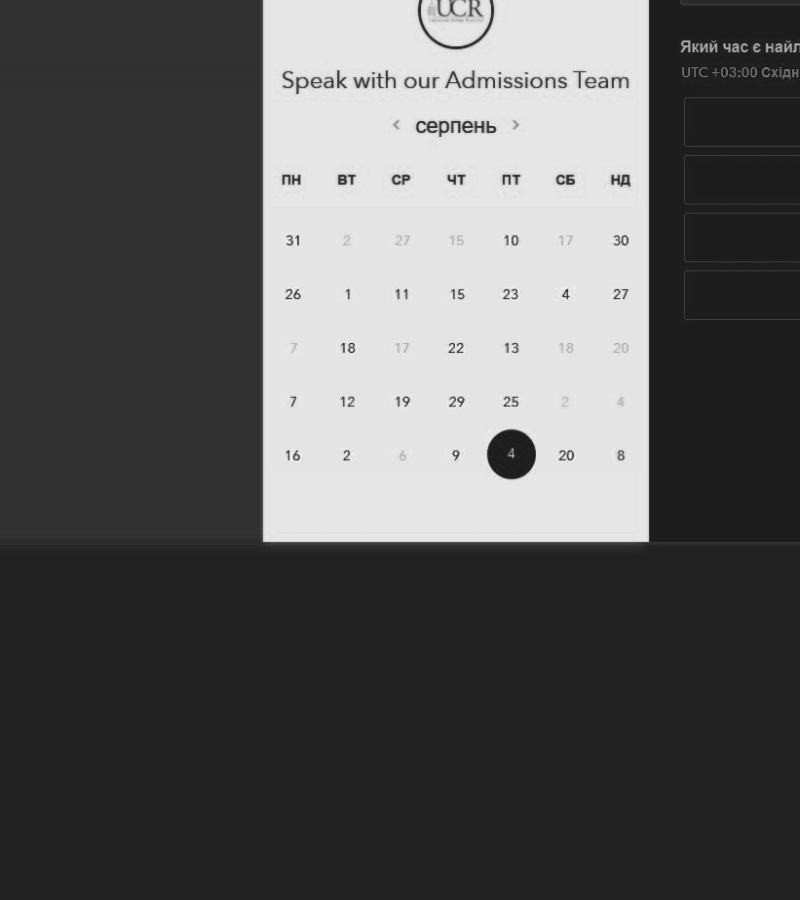 UCR
Speak with our Admissions Team
< серпень >
ПН ВТ СР ЧТ ПТ СБ НД
31 2 27 15 10 17 30
26 1 11 15 23 4 27
7 18 17 22 13 18 20
7 12 19 29 25 2 4
16 2 6 9 4 20 8
Який час є найл
UTC +03:00 Східн